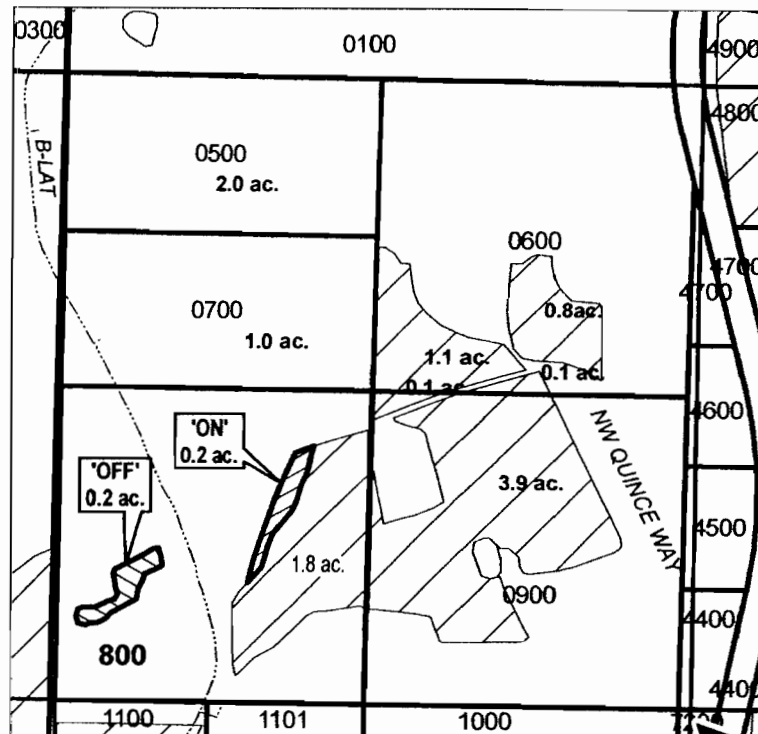 0300
0100
4900
4800
B-LAT
0500
2.0 ac.
0600
4700
4700
0700
1.0 ac.
0.8ac.
1.1 ac.
0.1 ac.
0.1 ac.
4600
'ON'
0.2 ac.
NW QUINCE WAY
'OFF'
0.2 ac.
3.9 ac.
4500
1.8 ac.
0900
4400
800
4400
1100
1101
1000